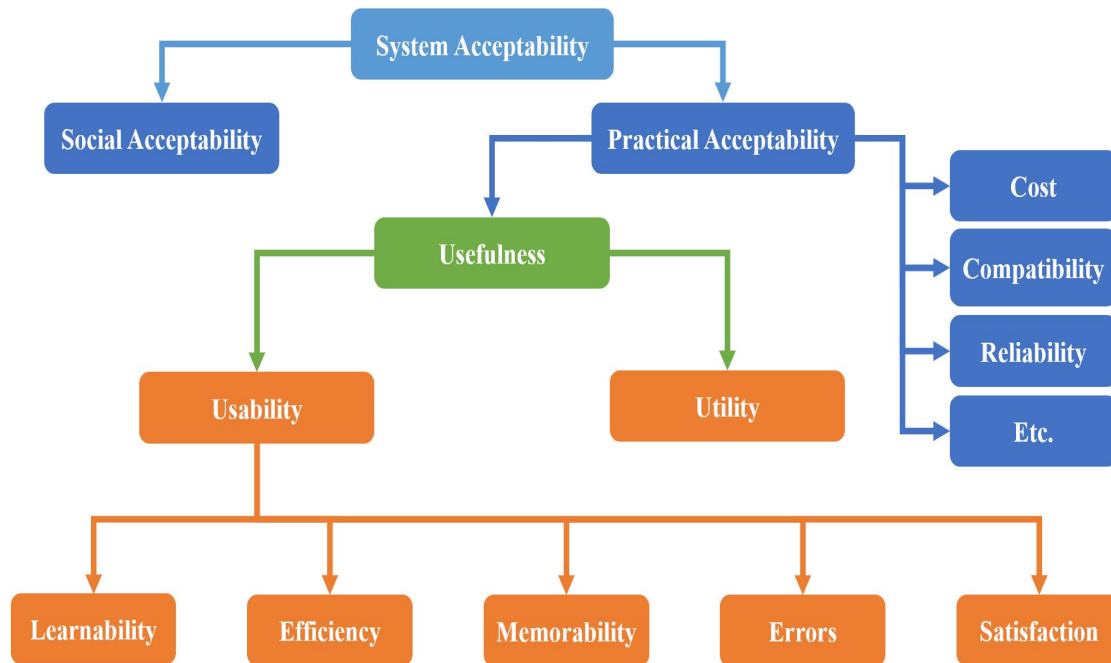 System Acceptability
Social Acceptability
Practical Acceptability
Cost
Usefulness
Compatibility
Reliability
Usability
Utility
Etc.
Learnability
Efficiency
Memorability
Errors
Satisfaction